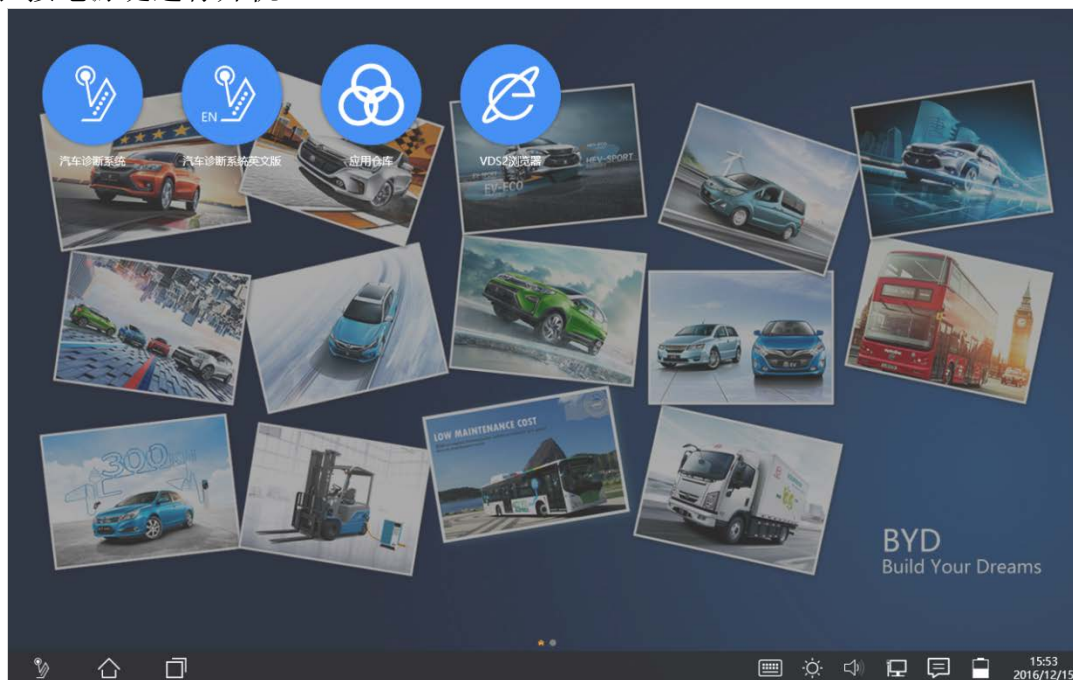 EN
汽车诊断系统
汽车诊断系统英文版
应用仓库
VDS2浏览器
HEV-SPORT
EV-ECO
300
LOW MAINTENANCE COST
BYD
Build Your Dreams
15:53
2016/12/15